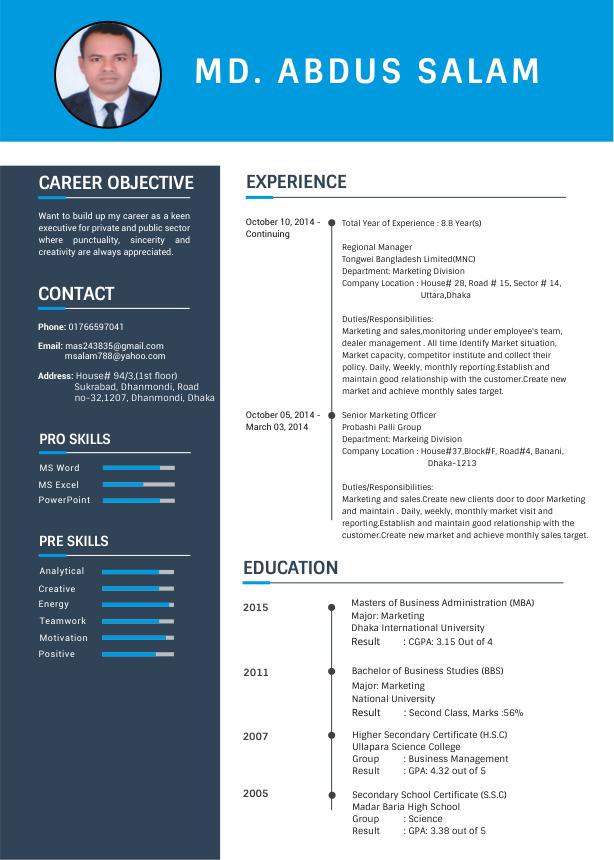 MD. ABDUS SALAM
CAREER OBJECTIVE
Want to build up my career as a keen
executive for private and public sector
where punctuality, sincerity and
creativity are always appreciated.
CONTACT
Phone: 01766597041
Email: mas243835@gmail.com
msalam788@yahoo.com
Address: House# 94/3,(1st floor)
Sukrabad, Dhanmondi, Road
no-32,1207, Dhanmondi, Dhaka
PRO SKILLS
MS Word
MS Excel
PowerPoint
PRE SKILLS
Analytical
Creative
Energy
Teamwork
Motivation
Positive
EXPERIENCE
October 10, 2014 -
Continuing
Total Year of Experience : 8.8 Year(s)
Regional Manager
Tongwei Bangladesh Limited(MNC)
Department: Marketing Division
Company Location : House# 28, Road # 15, Sector # 14,
Uttara,Dhaka
Duties/Responsibilities:
Marketing and sales,monitoring under employee's team,
dealer management . All time Identify Market situation,
Market capacity, competitor institute and collect their
policy. Daily, Weekly, monthly reporting.Establish and
maintain good relationship with the customer.Create new
market and achieve monthly sales target.
October 05, 2014 -
March 03, 2014
Senior Marketing Officer
Probashi Palli Group
Department: Markeing Division
Company Location : House#37,Block#F, Road#4, Banani,
Dhaka-1213
Duties/Responsibilities:
Marketing and sales.Create new clients door to door Marketing
and maintain . Daily, weekly, monthly market visit and
reporting.Establish and maintain good relationship with the
customer.Create new market and achieve monthly sales target.
EDUCATION
2015
Masters of Business Administration (MBA)
Major: Marketing
Dhaka International University
Result : CGPA: 3.15 Out of 4
2011
Bachelor of Business Studies (BBS)
Major: Marketing
National University
Result : Second Class, Marks :56%
2007
Higher Secondary Certificate (H.S.C)
Ullapara Science College
Group : Business Management
Result : GPA: 4.32 out of 5
2005
Secondary School Certificate (S.S.C)
Madar Baria High School
Group : Science
Result : GPA: 3.38 out of 5